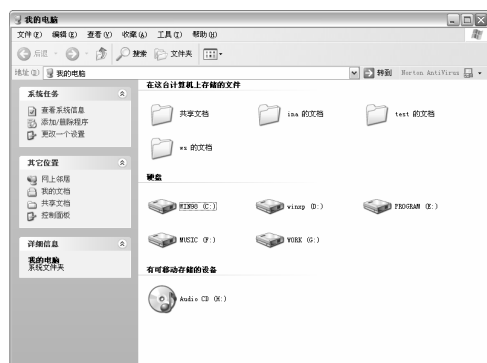 我的电脑
文件(F) 编辑(E) 查看(V) 收藏(A) 工具(T) 帮助(H)
后退 搜索 文件夹
地址(D) 我的电脑 转到 Norton AntiVirus
系统任务
查看系统信息
添加/删除程序
更改一个设置
其它位置
网上邻居
我的文档
共享文档
控制面板
详细信息
我的电脑
系统文件夹
在这台计算机上存储的文件
共享文档 ina 的文档 test 的文档
的文档
硬盘
WIN98 (C:) winxp (D:) PROGRAM (E:)
MUSIC (F:) WORK (G:)
有可移动存储的设备
Audio CD (H:)